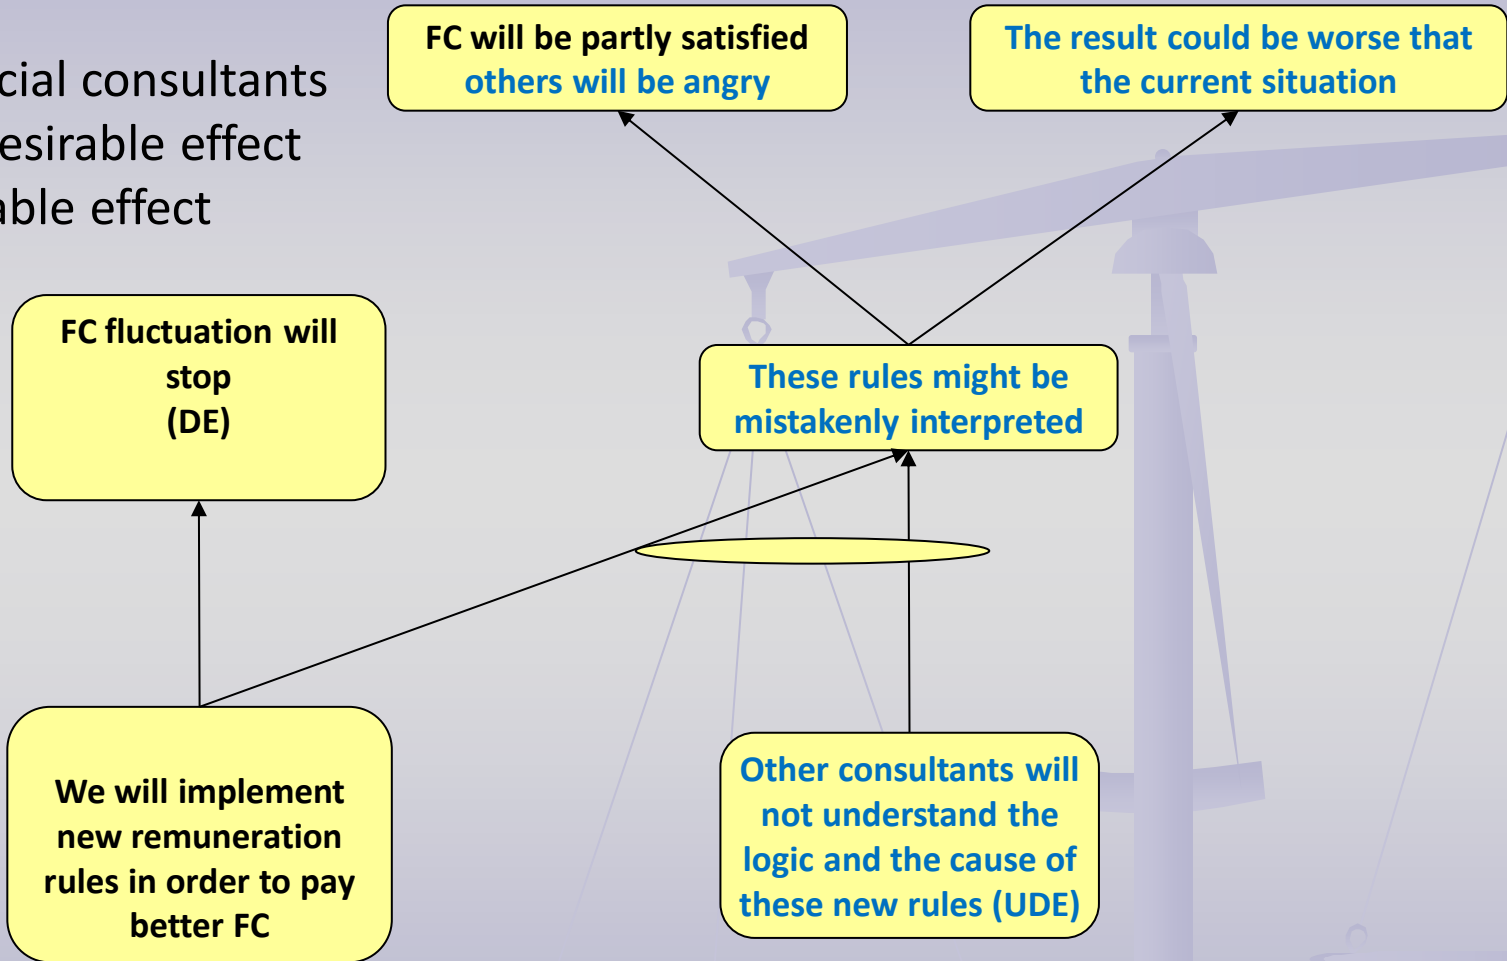 cial consultants
esirable effect
able effect
FC will be partly satisfied
others will be angry
The result could be worse that
the current situation
FC fluctuation will
stop
(DE)
These rules might be
mistakenly interpreted
We will implement
new remuneration
rules in order to pay
better FC
Other consultants will
not understand the
logic and the cause of
these new rules (UDE)